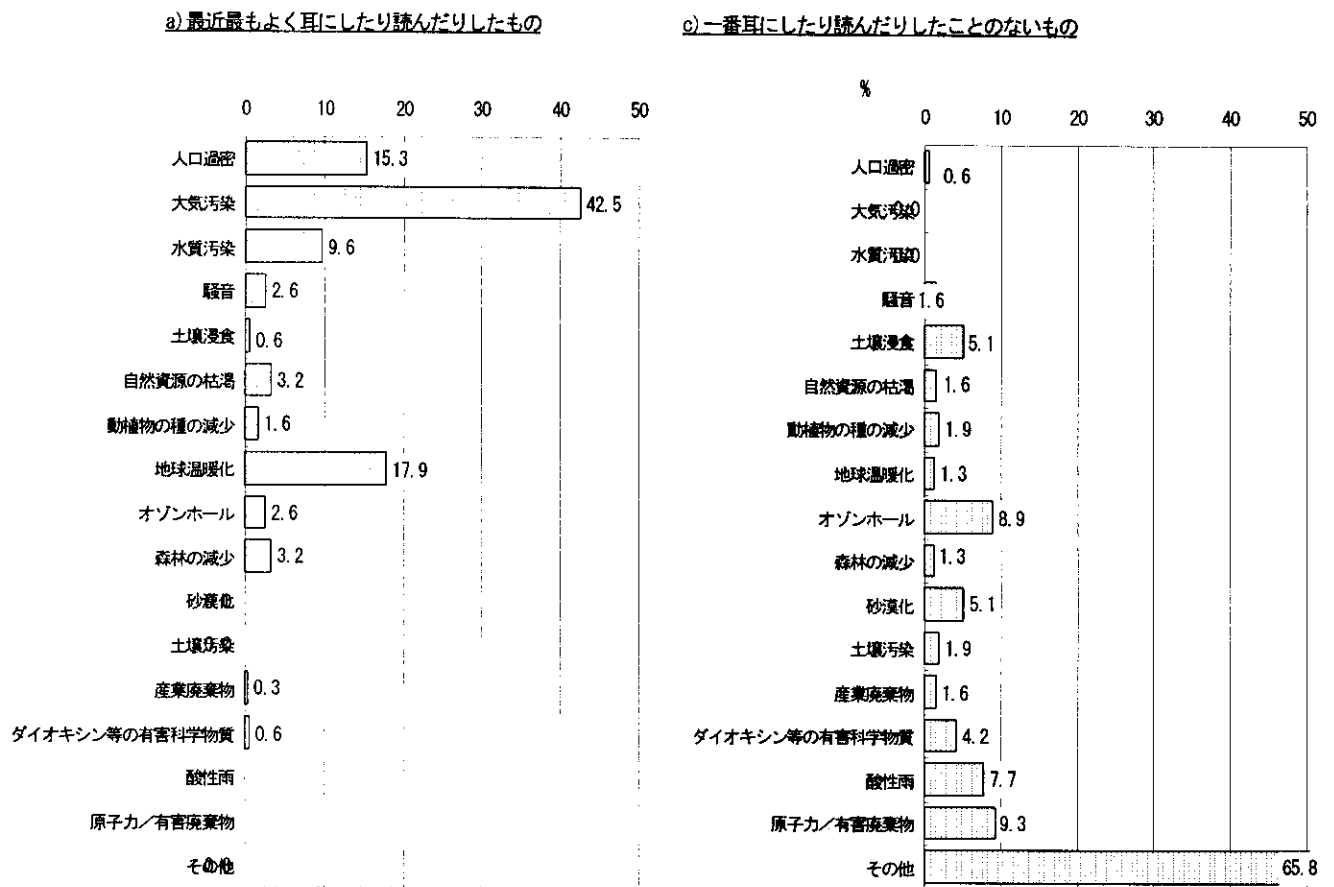 a)最近最もよく耳にしたり読んだりしたもの
0 10 20 30 40 50
人口過密 15.3
大気汚染 42.5
水質汚染 9.6
騒音 2.6
土壌浸食 0.6
自然資源の枯渇 3.2
動植物の種の減少 1.6
地球温暖化 17.9
オゾンホール 2.6
森林の減少 3.2
砂漠化
土壌汚染
産業廃棄物 0.3
ダイオキシン等の有害科学物質 0.6
酸性雨
原子力/有害廃棄物
その他
c)一番耳にしたり読んだりしたことのないもの
%
0 10 20 30 40 50
人口過密 0.6
大気汚染 0.0
水質汚染
騒音 1.6
土壌浸食 5.1
自然資源の枯渇 1.6
動植物の種の減少 1.9
地球温暖化 1.3
オゾンホール 8.9
森林の減少 1.3
砂漠化 5.1
土壌汚染 1.9
産業廃棄物 1.6
ダイオキシン等の有害科学物質 4.2
酸性雨 7.7
原子力/有害廃棄物 9.3
その他 65.8